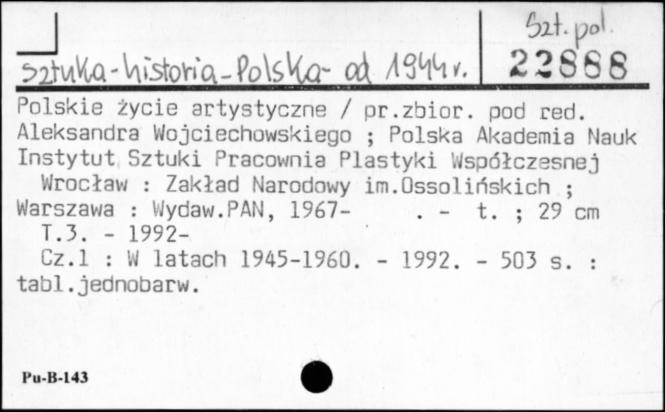 Szt. pol.
sztuka - historia - Polska - od 1944 r.
22888
Polskie życie artystyczne / pr.zbior. pod red.
Aleksandra Wojciechowskiego ; Polska Akademia Nauk
Instytut Sztuki Pracownia Plastyki Współczesnej
Wrocław : Zakład Narodowy im.Ossolińskich ;
Warszawa : Wydaw.PAN, 1967-     . -  t. ; 29 cm
T.3. - 1992-
Cz.1 : W latach 1945-1960. - 1992. - 503 s. :
tabl.jednobarw.
Pu-B-143